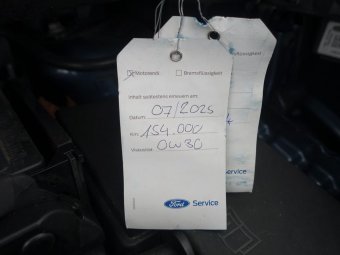 ☒ Motorenöl ☐ Bremsflüssigkeit
Inhalt spätestens erneuern am:
Datum: 07/2025
Km: 154.000
Viskosität: 0W30
Ford Service